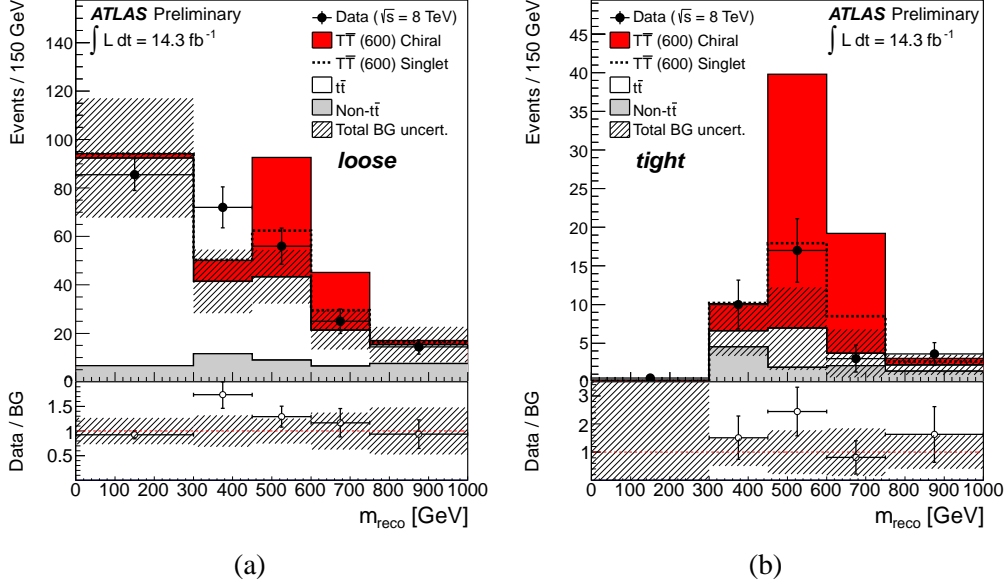 ATLAS Preliminary
∫ L dt = 14.3 fb⁻¹
Data (√s = 8 TeV)
TT̅ (600) Chiral
TT̅ (600) Singlet
tt̅
Non-tt̅
Total BG uncert.
loose
Events / 150 GeV
0
20
40
60
80
100
120
140
Data / BG
0.5
1
1.5
0 100 200 300 400 500 600 700 800 900 1000
m_reco [GeV]
(a)
Data (√s = 8 TeV)
TT̅ (600) Chiral
TT̅ (600) Singlet
tt̅
Non-tt̅
Total BG uncert.
ATLAS Preliminary
∫ L dt = 14.3 fb⁻¹
tight
Events / 150 GeV
0
5
10
15
20
25
30
35
40
45
Data / BG
1
2
3
0 100 200 300 400 500 600 700 800 900 1000
m_reco [GeV]
(b)